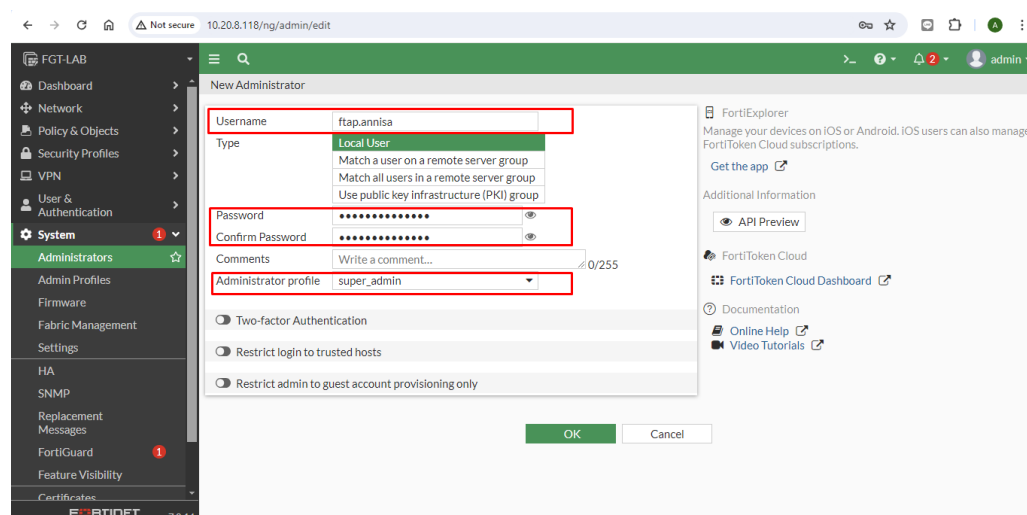 Not secure
10.20.8.118/ng/admin/edit
A
FGT-LAB
>_
2
admin
Dashboard
Network
Policy & Objects
Security Profiles
VPN
User &
Authentication
System
1
Administrators
Admin Profiles
Firmware
Fabric Management
Settings
HA
SNMP
Replacement
Messages
FortiGuard
1
Feature Visibility
Certificates
New Administrator
Username
ftap.annisa
Type
Local User
Match a user on a remote server group
Match all users in a remote server group
Use public key infrastructure (PKI) group
Password
••••••••••••••
Confirm Password
••••••••••••••
Comments
Write a comment...
0/255
Administrator profile
super_admin
Two-factor Authentication
Restrict login to trusted hosts
Restrict admin to guest account provisioning only
OK
Cancel
FortiExplorer
Manage your devices on iOS or Android. iOS users can also manage
FortiToken Cloud subscriptions.
Get the app
Additional Information
API Preview
FortiToken Cloud
FortiToken Cloud Dashboard
Documentation
Online Help
Video Tutorials